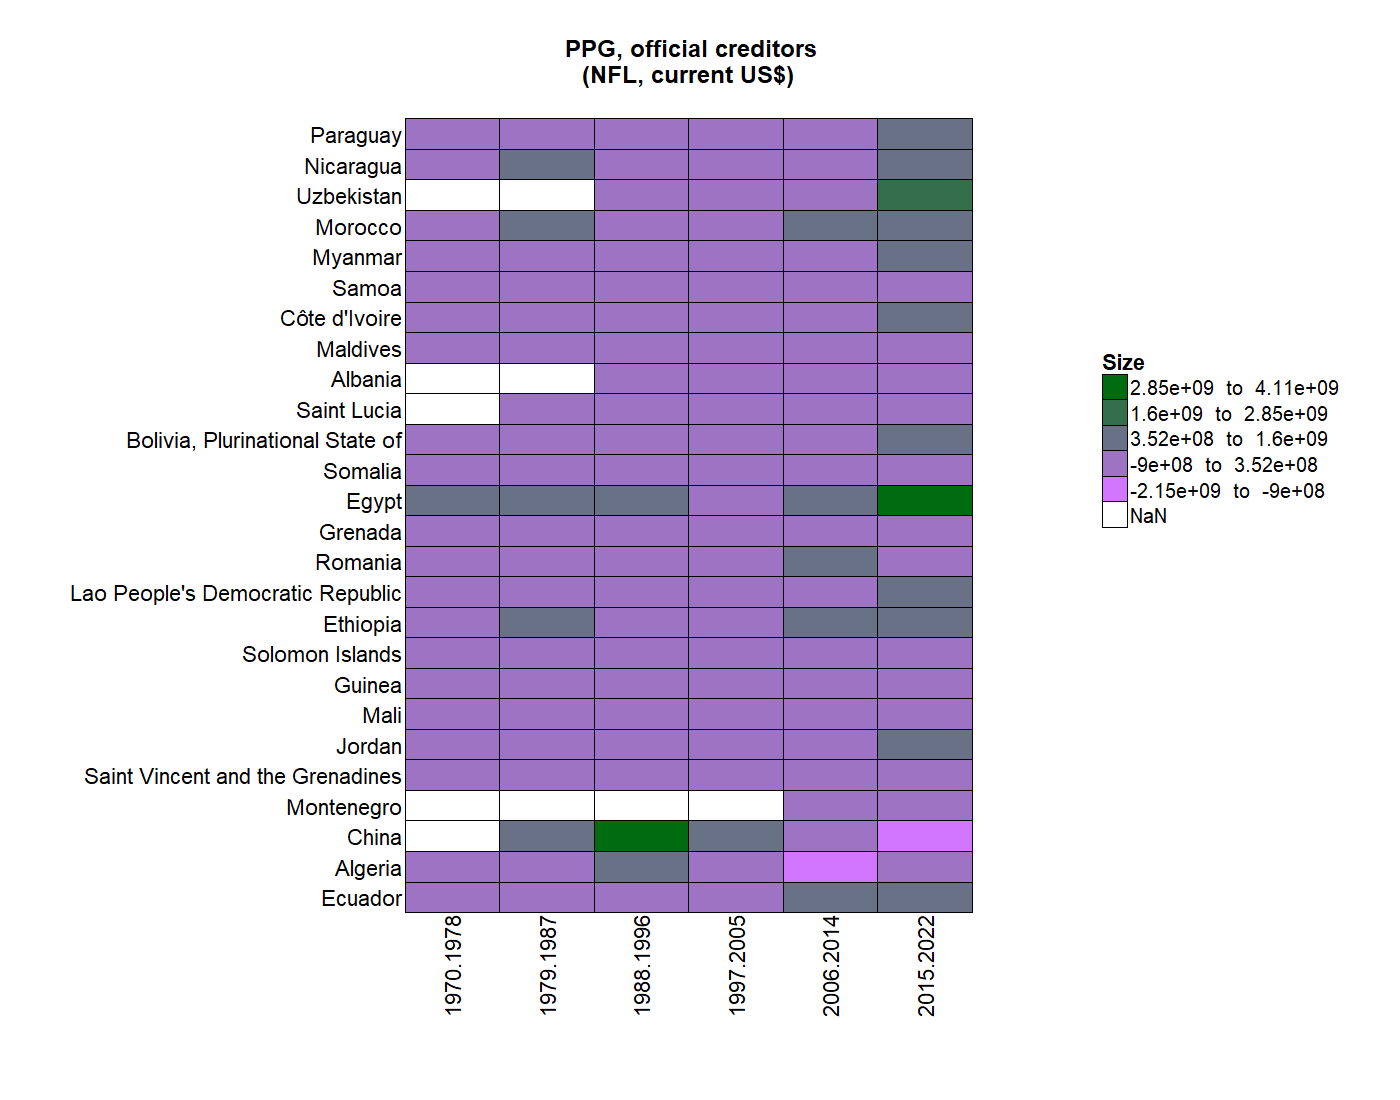 PPG, official creditors
(NFL, current US$)
Paraguay
Nicaragua
Uzbekistan
Morocco
Myanmar
Samoa
Côte d'Ivoire
Maldives
Albania
Saint Lucia
Bolivia, Plurinational State of
Somalia
Egypt
Grenada
Romania
Lao People's Democratic Republic
Ethiopia
Solomon Islands
Guinea
Mali
Jordan
Saint Vincent and the Grenadines
Montenegro
China
Algeria
Ecuador
1970.1978
1979.1987
1988.1996
1997.2005
2006.2014
2015.2022
Size
2.85e+09 to 4.11e+09
1.6e+09 to 2.85e+09
3.52e+08 to 1.6e+09
-9e+08 to 3.52e+08
-2.15e+09 to -9e+08
NaN